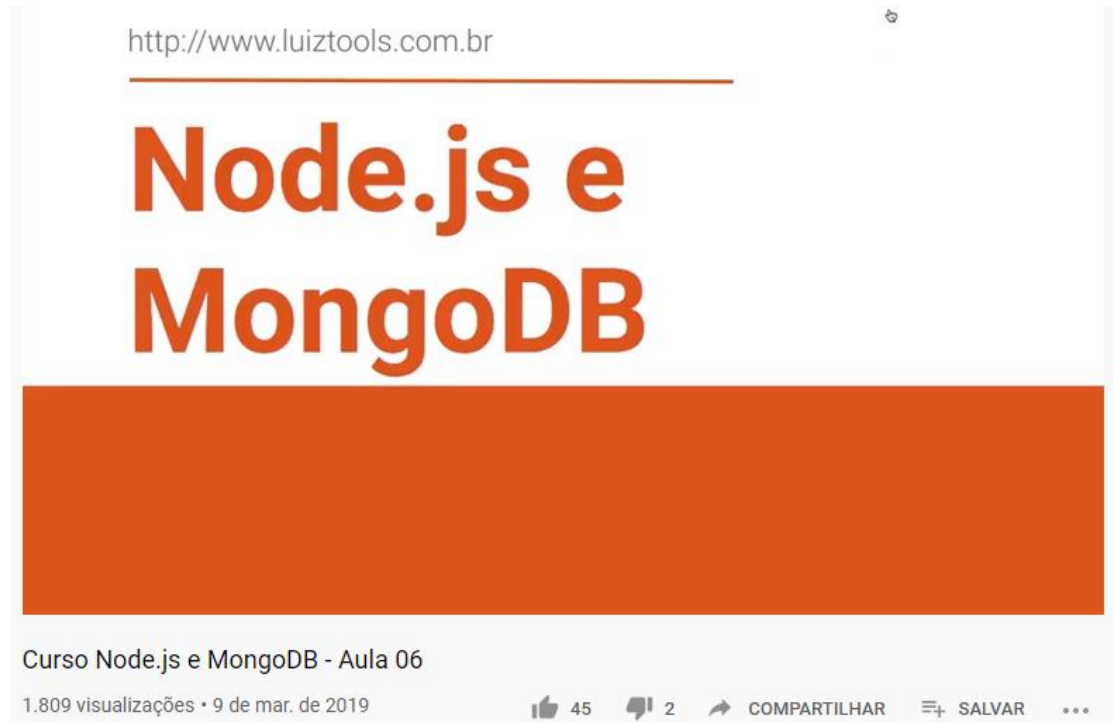 http://www.luiztools.com.br
Node.js e
MongoDB
Curso Node.js e MongoDB - Aula 06
1.809 visualizações • 9 de mar. de 2019 45 2 COMPARTILHAR SALVAR